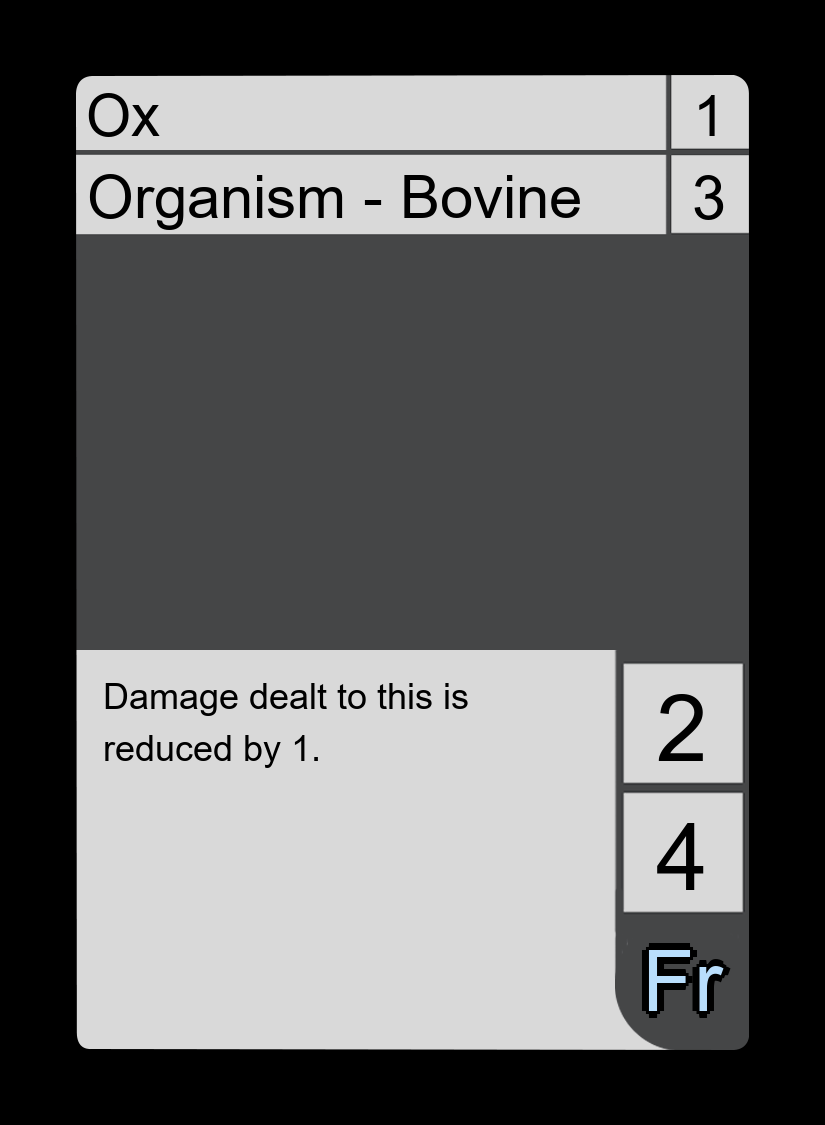 Ox 1
Organism - Bovine 3
Damage dealt to this is
reduced by 1.
2
4
Fr